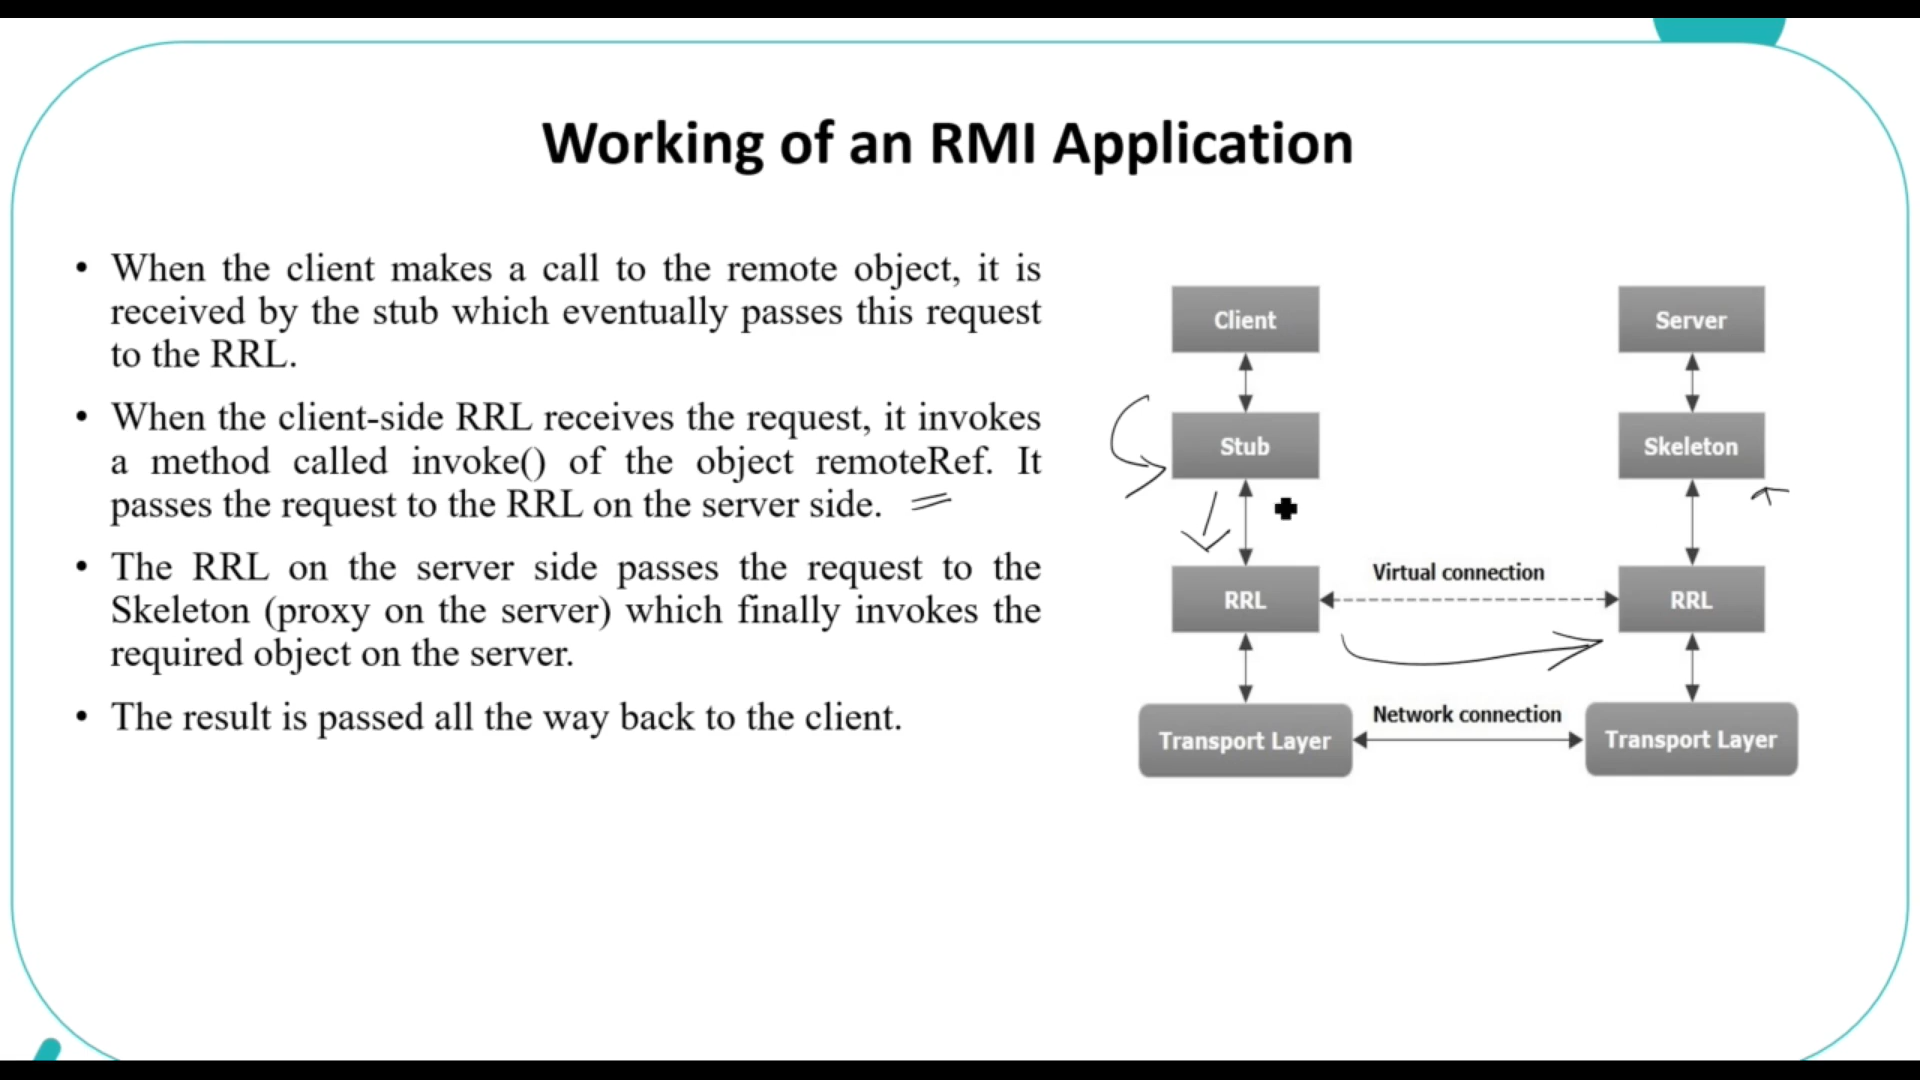 Working of an RMI Application
• When the client makes a call to the remote object, it is
received by the stub which eventually passes this request
to the RRL.
• When the client-side RRL receives the request, it invokes
a method called invoke() of the object remoteRef. It
passes the request to the RRL on the server side.
• The RRL on the server side passes the request to the
Skeleton (proxy on the server) which finally invokes the
required object on the server.
• The result is passed all the way back to the client.
Client
Server
Stub
Skeleton
Virtual connection
RRL
RRL
Network connection
Transport Layer
Transport Layer